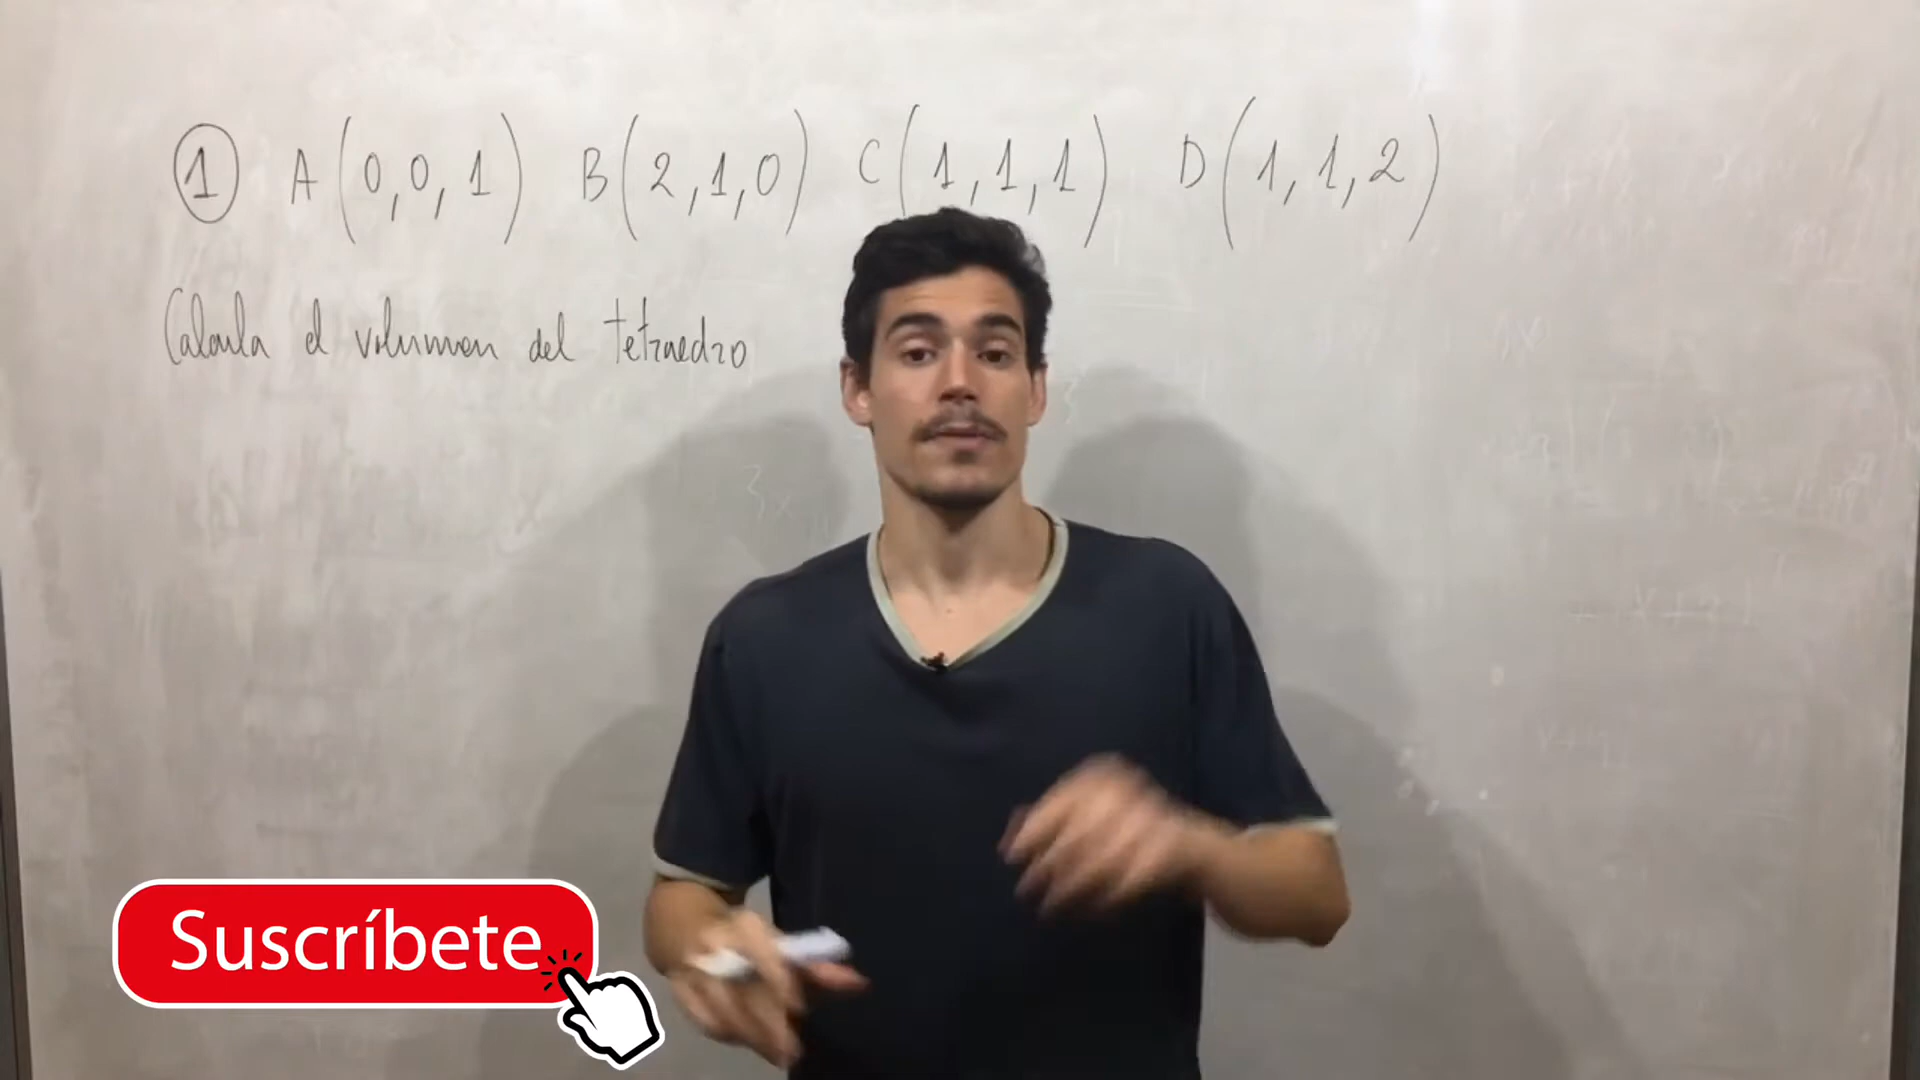 1 A(0,0,1) B(2,1,0) C(1,1,1) D(1,1,2)
Calcula el volumen del tetraedro
Suscríbete